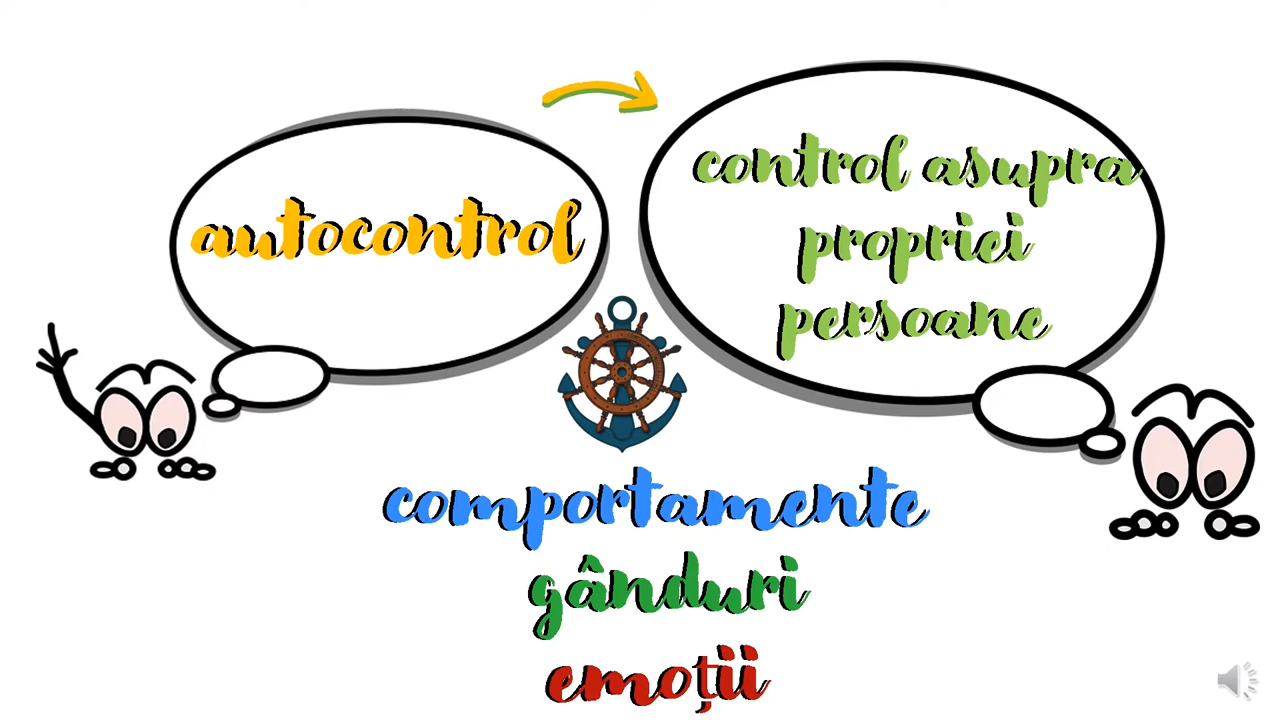 autocontrol
control asupra
propriei
persoane
comportamente
gânduri
emoții